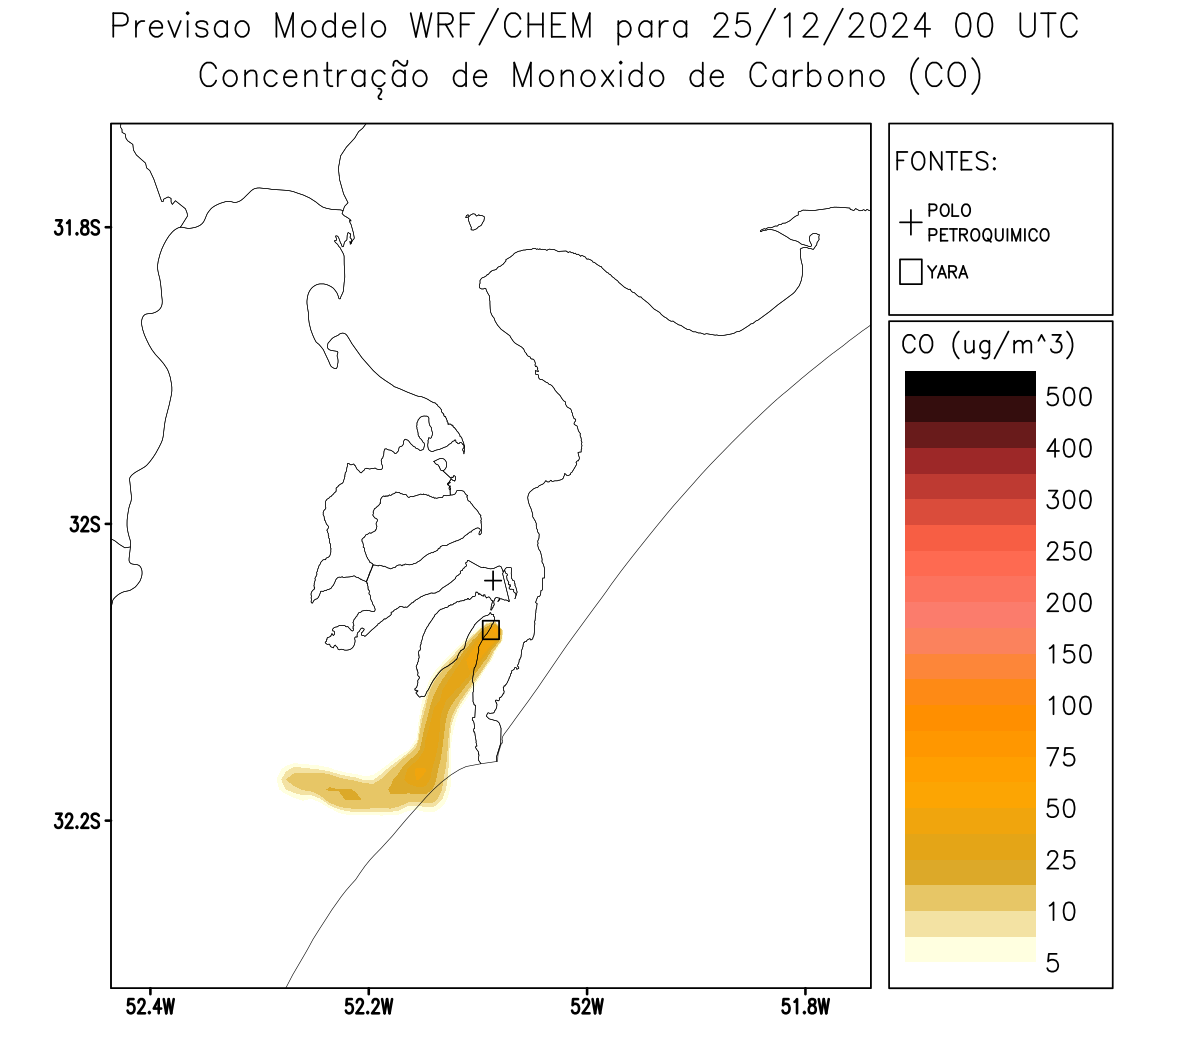 Previsao Modelo WRF/CHEM para 25/12/2024 00 UTC
Concentração de Monoxido de Carbono (CO)
FONTES:
POLO
PETROQUIMICO
YARA
CO (ug/m^3)
500
400
300
250
200
150
100
75
50
25
10
5
31.8S
32S
32.2S
52.4W
52.2W
52W
51.8W